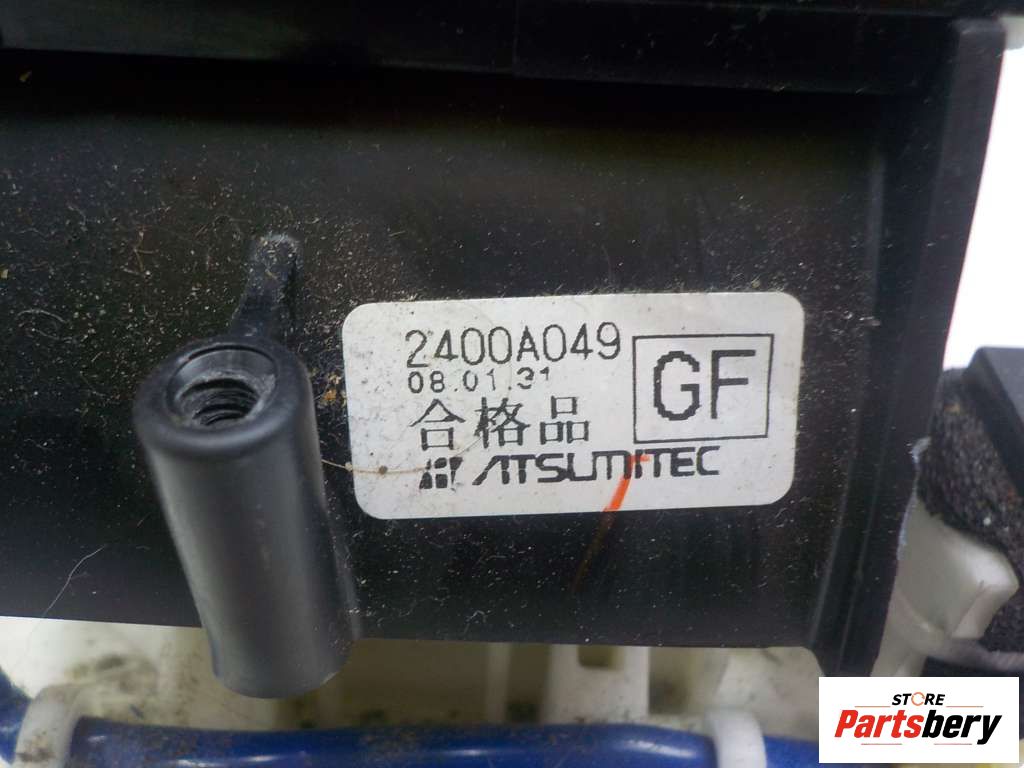 2400A049
08.01.31
GF
合格品
ATSUMITEC
STORE
Partsbery